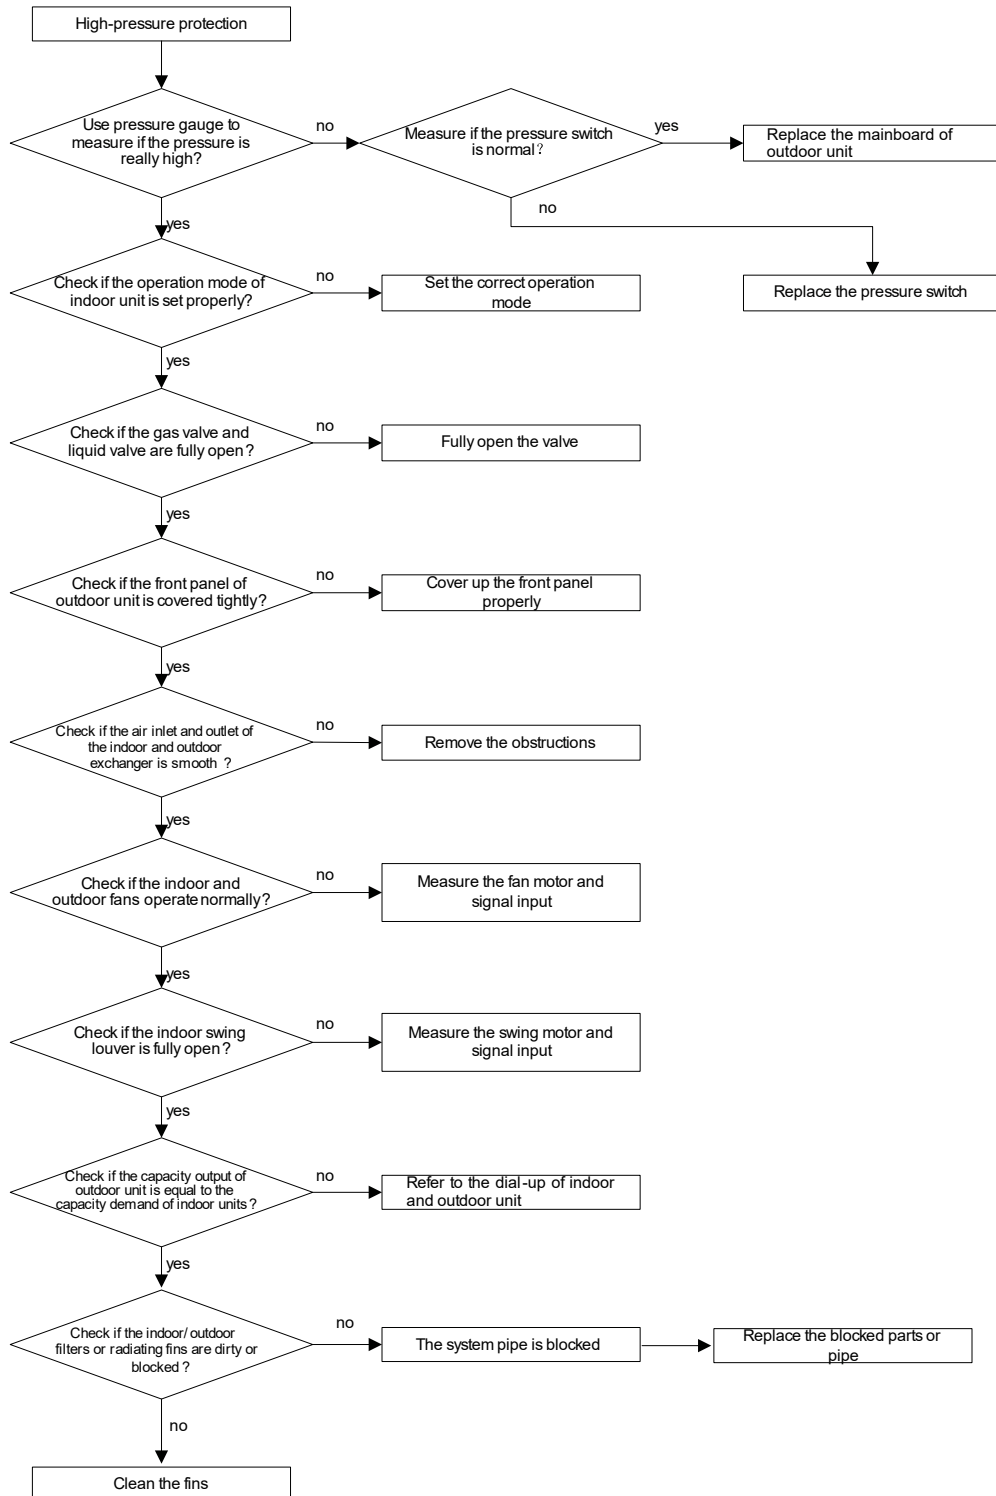 High-pressure protection
Use pressure gauge to
measure if the pressure is
really high?
no
Measure if the pressure switch
is normal?
yes
Replace the mainboard of
outdoor unit
yes
no
Check if the operation mode of
indoor unit is set properly?
no
Set the correct operation
mode
Replace the pressure switch
yes
Check if the gas valve and
liquid valve are fully open?
no
Fully open the valve
yes
Check if the front panel of
outdoor unit is covered tightly?
no
Cover up the front panel
properly
yes
Check if the air inlet and outlet of
the indoor and outdoor
exchanger is smooth ?
no
Remove the obstructions
yes
Check if the indoor and
outdoor fans operate normally?
no
Measure the fan motor and
signal input
yes
Check if the indoor swing
louver is fully open?
no
Measure the swing motor and
signal input
yes
Check if the capacity output of
outdoor unit is equal to the
capacity demand of indoor units?
no
Refer to the dial-up of indoor
and outdoor unit
yes
Check if the indoor/outdoor
filters or radiating fins are dirty or
blocked?
no
The system pipe is blocked
Replace the blocked parts or
pipe
no
Clean the fins